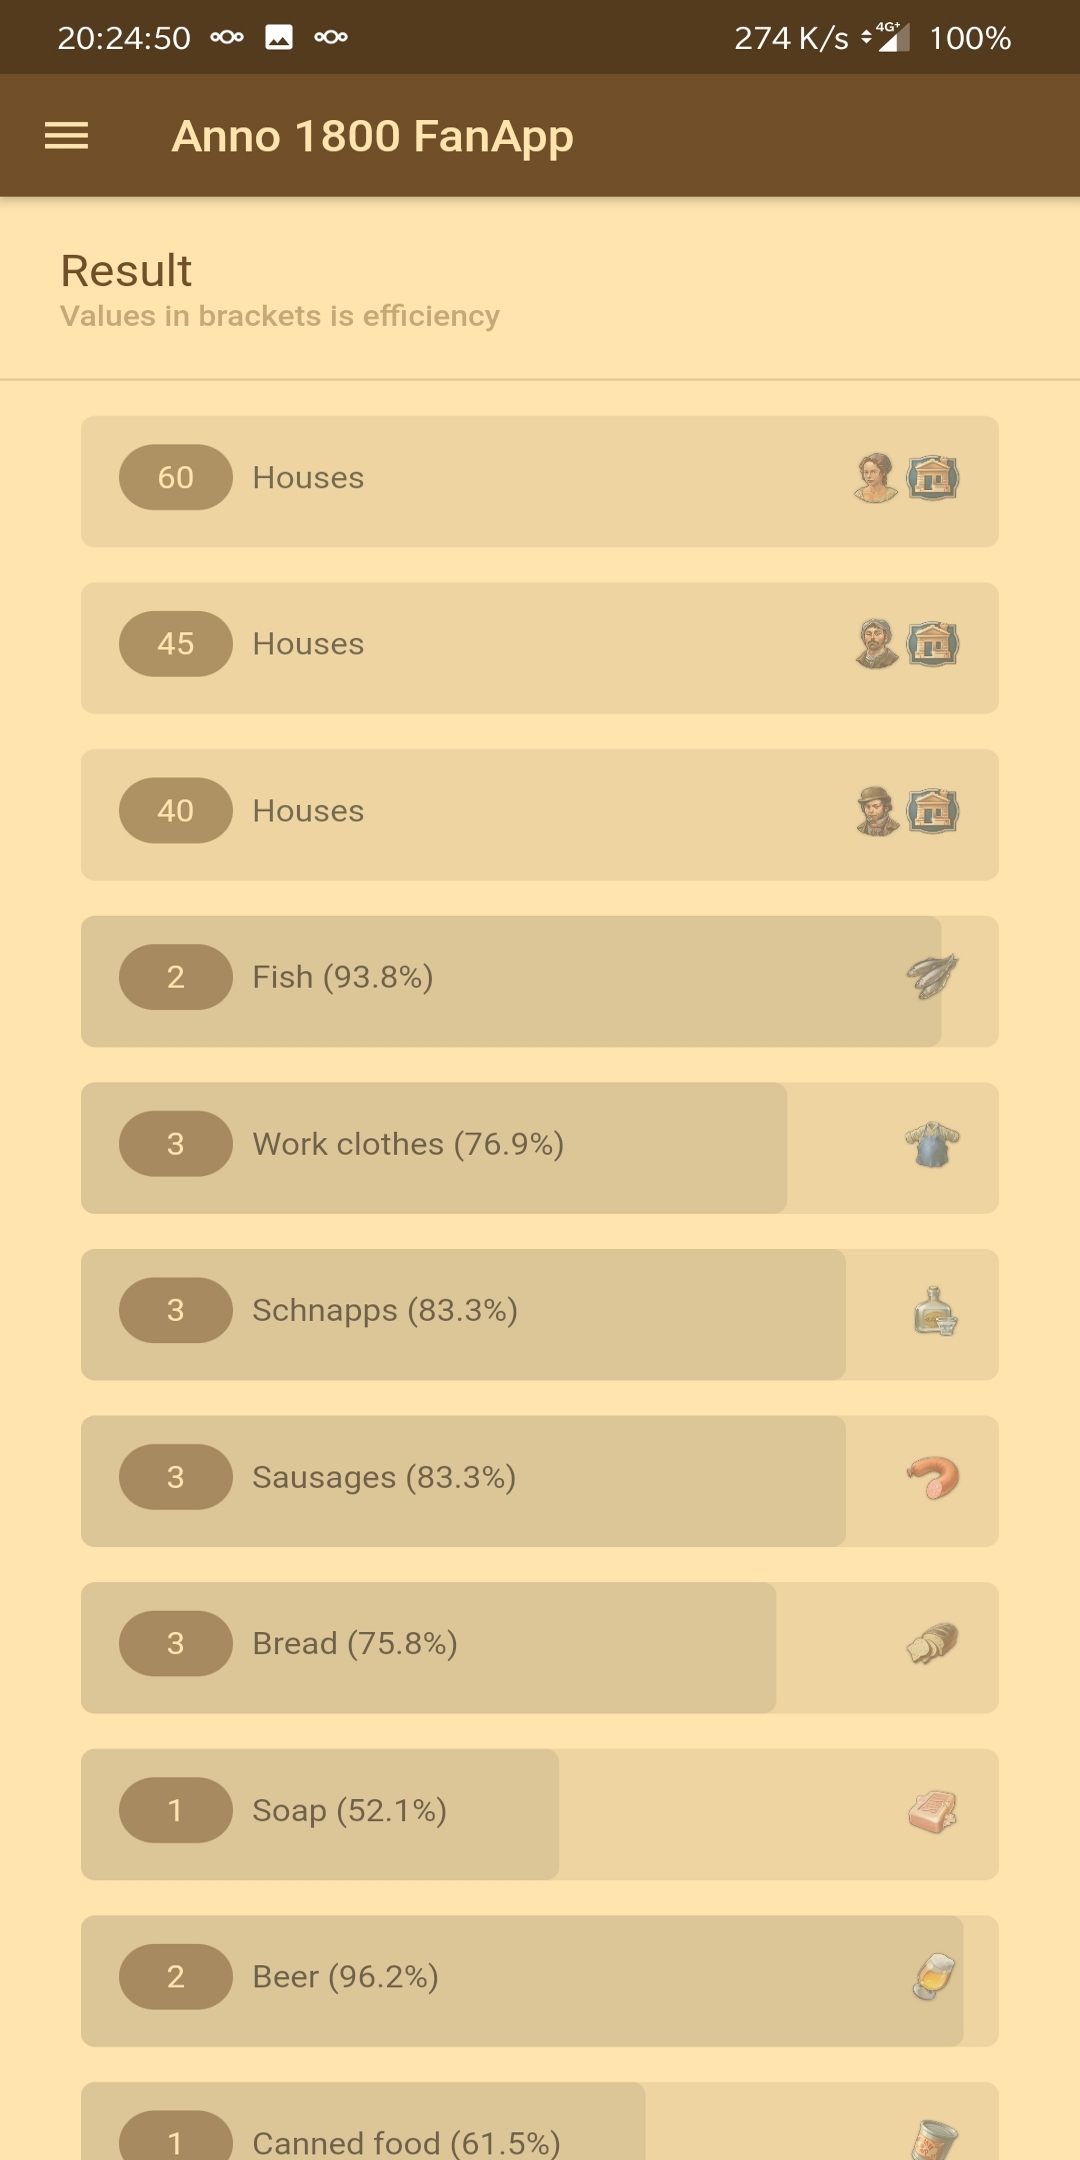 20:24:50 274 K/s 4G+ 100%
Anno 1800 FanApp
Result
Values in brackets is efficiency
60 Houses
45 Houses
40 Houses
2 Fish (93.8%)
3 Work clothes (76.9%)
3 Schnapps (83.3%)
3 Sausages (83.3%)
3 Bread (75.8%)
1 Soap (52.1%)
2 Beer (96.2%)
1 Canned food (61.5%)